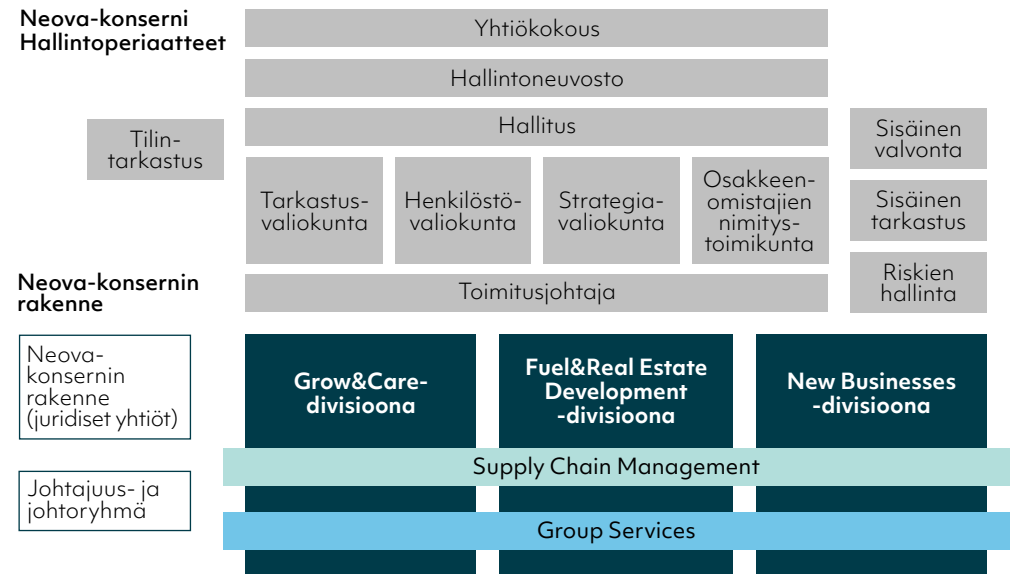 Neova-konserni
Hallintoperiaatteet
Yhtiökokous
Hallintoneuvosto
Hallitus
Tilin-
tarkastus
Sisäinen
valvonta
Tarkastus-
valiokunta
Henkilöstö-
valiokunta
Strategia-
valiokunta
Osakkeen-
omistajien
nimitys-
toimikunta
Sisäinen
tarkastus
Neova-konsernin
rakenne
Toimitusjohtaja
Riskien
hallinta
Neova-
konsernin
rakenne
(juridiset yhtiöt)
Grow&Care-
divisioona
Fuel&Real Estate
Development
-divisioona
New Businesses
-divisioona
Supply Chain Management
Johtajuus- ja
johtoryhmä
Group Services